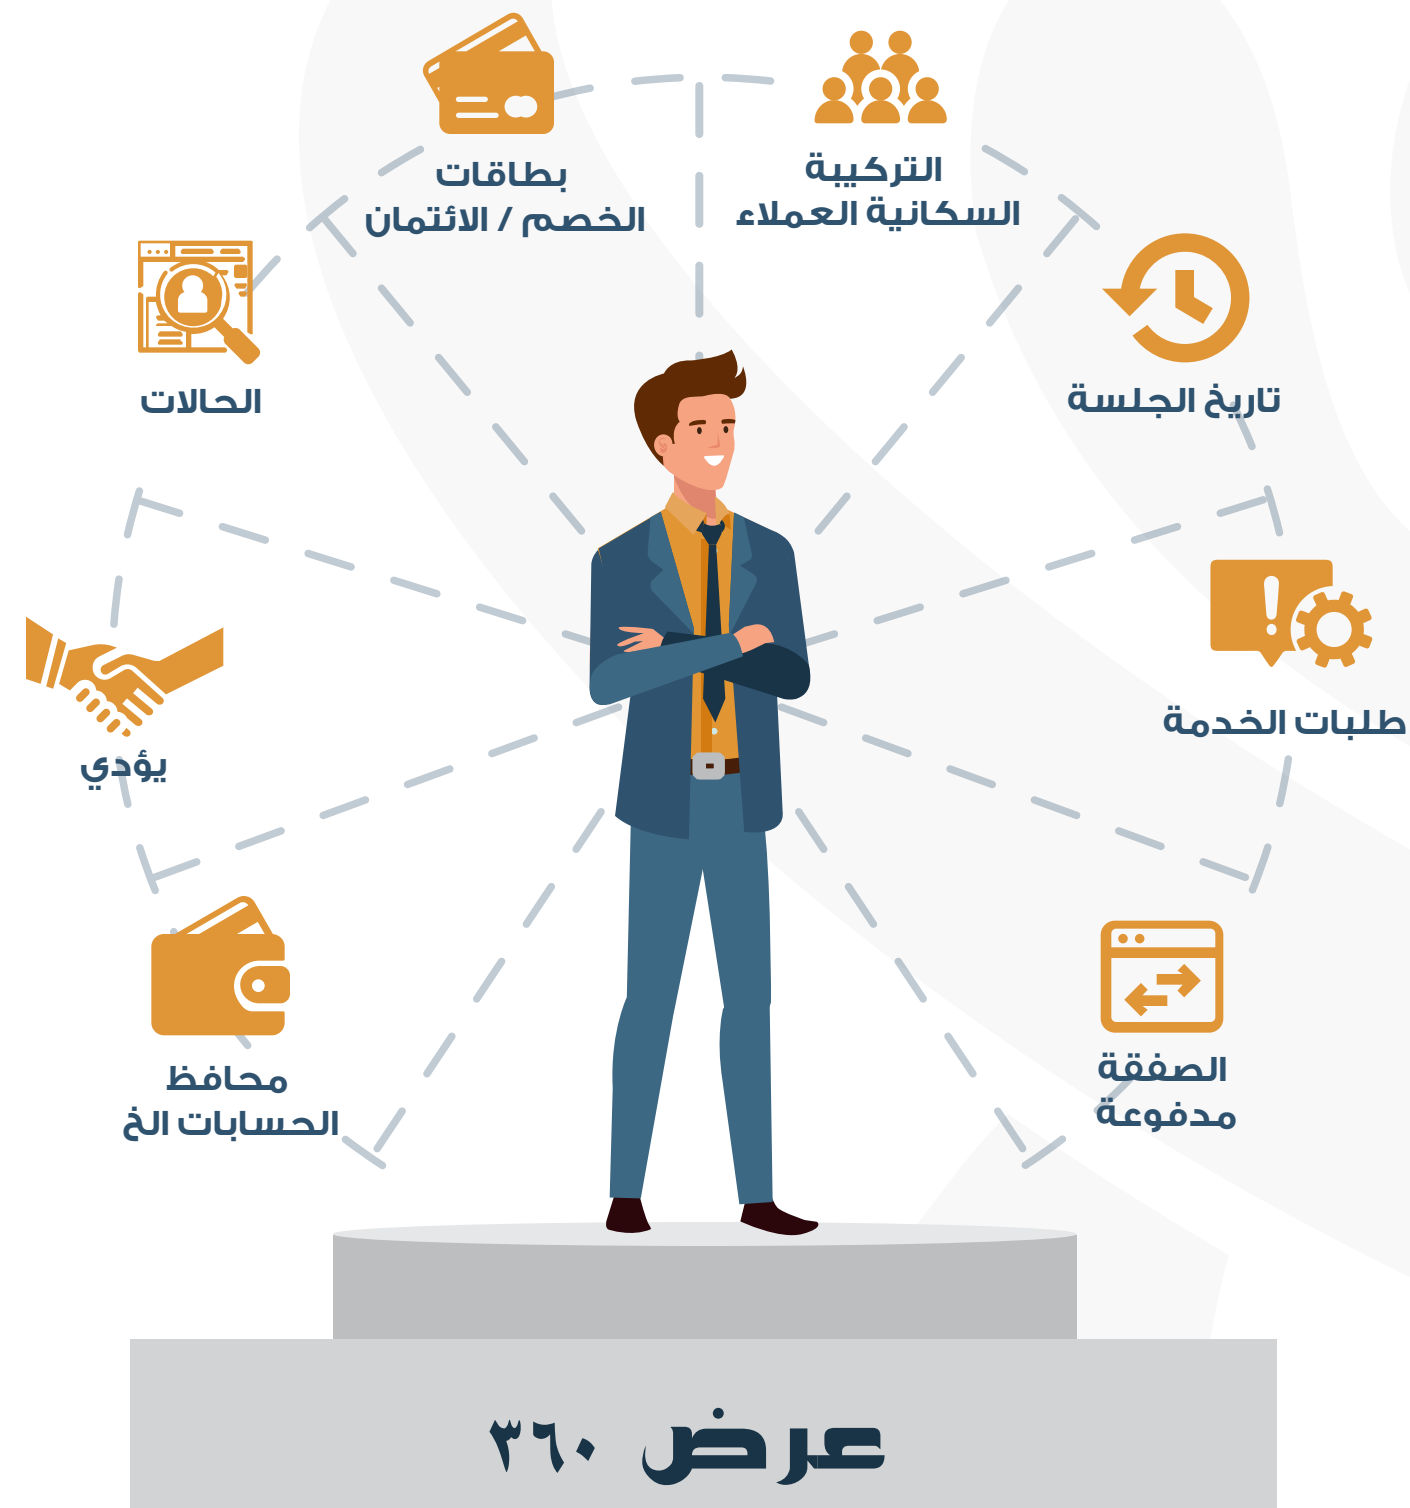 التركيبة
السكانية العملاء
بطاقات
الخصم / الائتمان
تاريخ الجلسة
الحالات
طلبات الخدمة
يؤدي
الصفقة
مدفوعة
محافظ
الحسابات الخ
عرض ٣٦٠